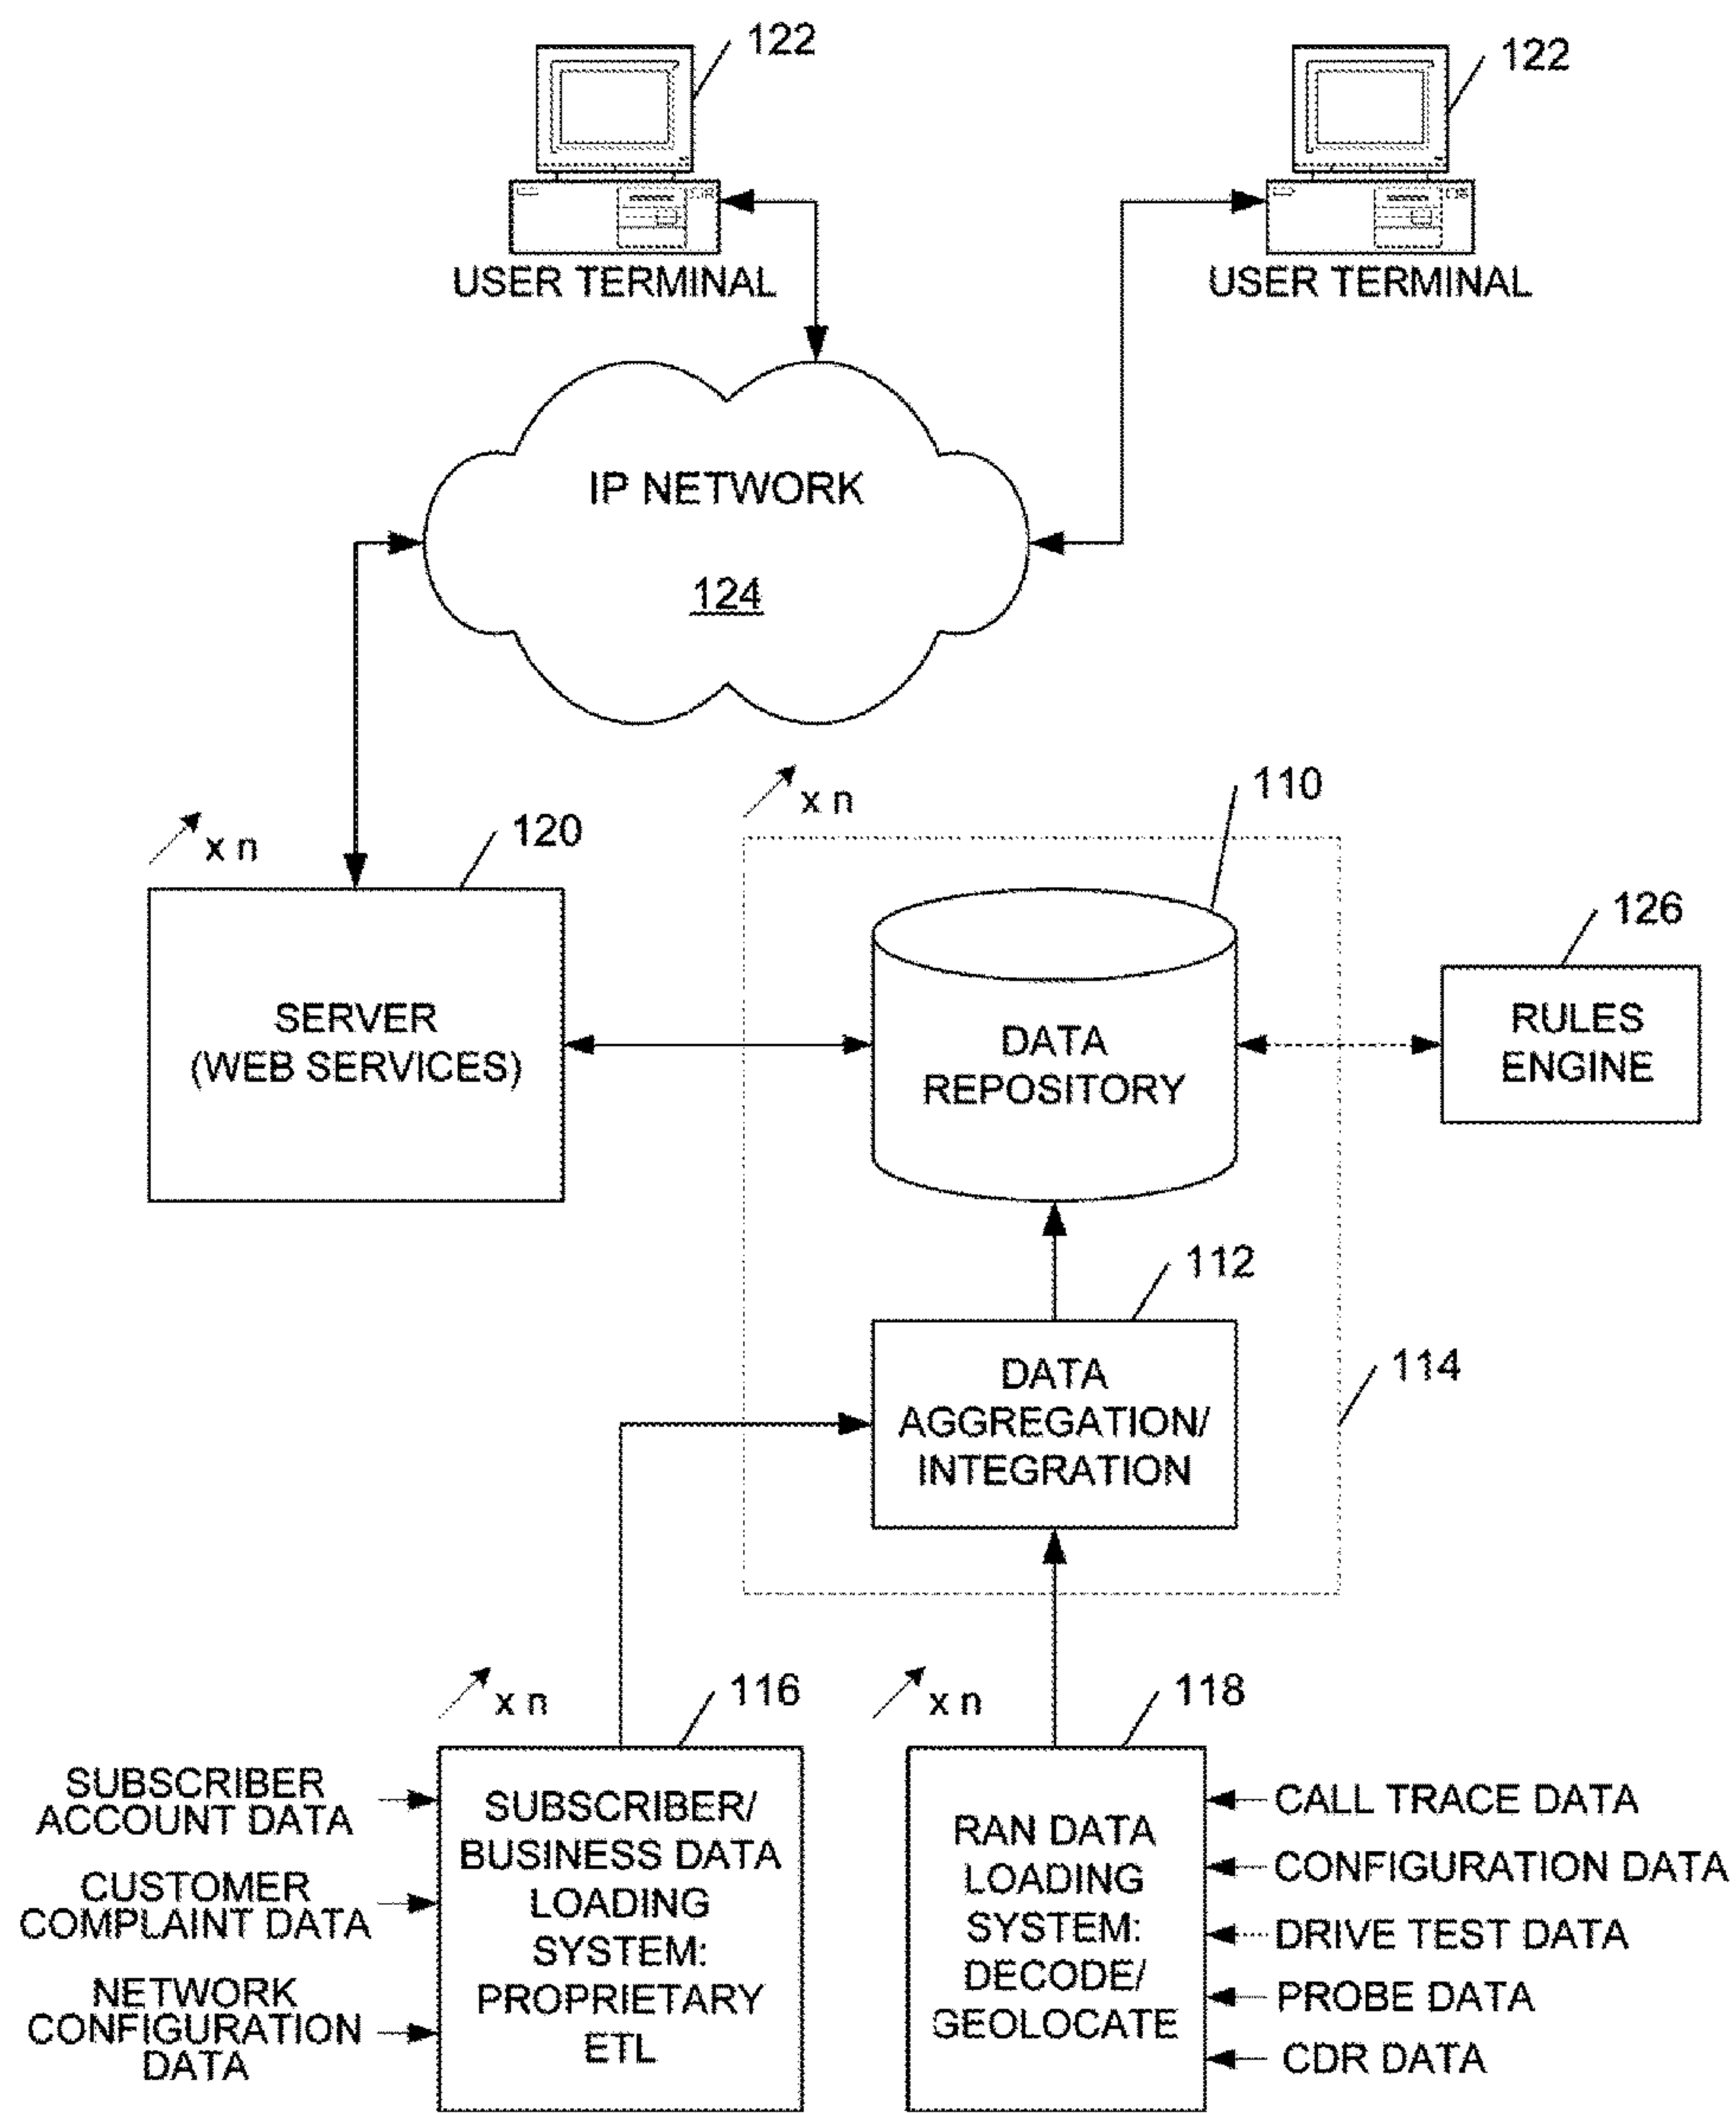 122
122
USER TERMINAL
USER TERMINAL
IP NETWORK
124
x n
110
x n
120
126
SERVER
(WEB SERVICES)
DATA
REPOSITORY
RULES
ENGINE
112
DATA
AGGREGATION/
INTEGRATION
114
x n
116
x n
118
SUBSCRIBER
ACCOUNT DATA
CUSTOMER
COMPLAINT DATA
NETWORK
CONFIGURATION
DATA
SUBSCRIBER/
BUSINESS DATA
LOADING
SYSTEM:
PROPRIETARY
ETL
RAN DATA
LOADING
SYSTEM:
DECODE/
GEOLOCATE
CALL TRACE DATA
CONFIGURATION DATA
DRIVE TEST DATA
PROBE DATA
CDR DATA